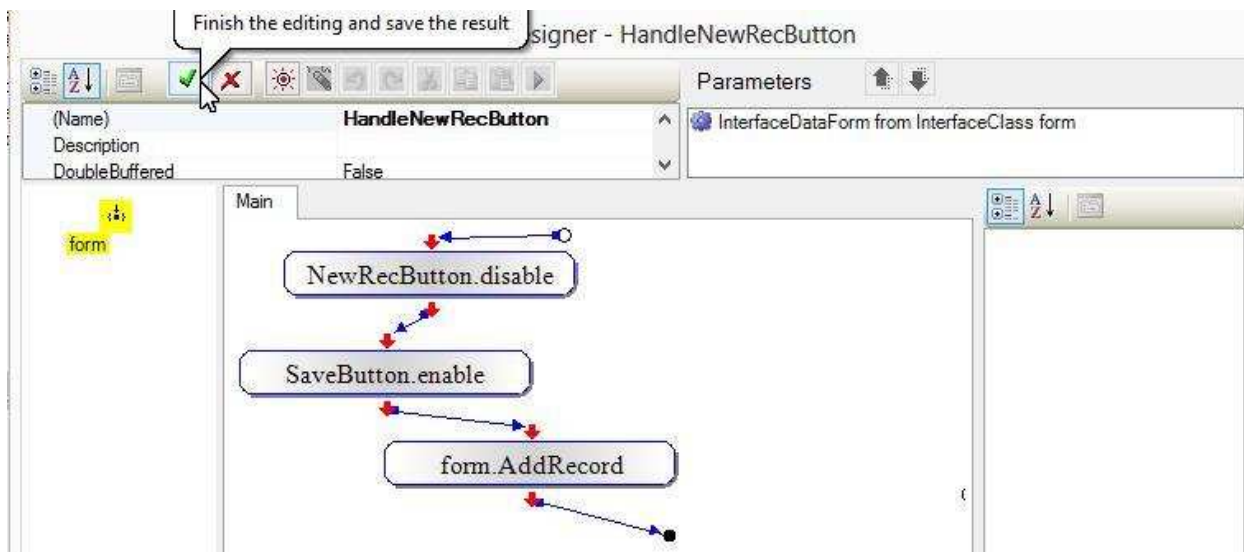 Finish the editing and save the result
signer - HandleNewRecButton
Parameters
(Name) HandleNewRecButton
Description
DoubleBuffered False
InterfaceDataForm from InterfaceClass form
form
Main
NewRecButton.disable
SaveButton.enable
form.AddRecord